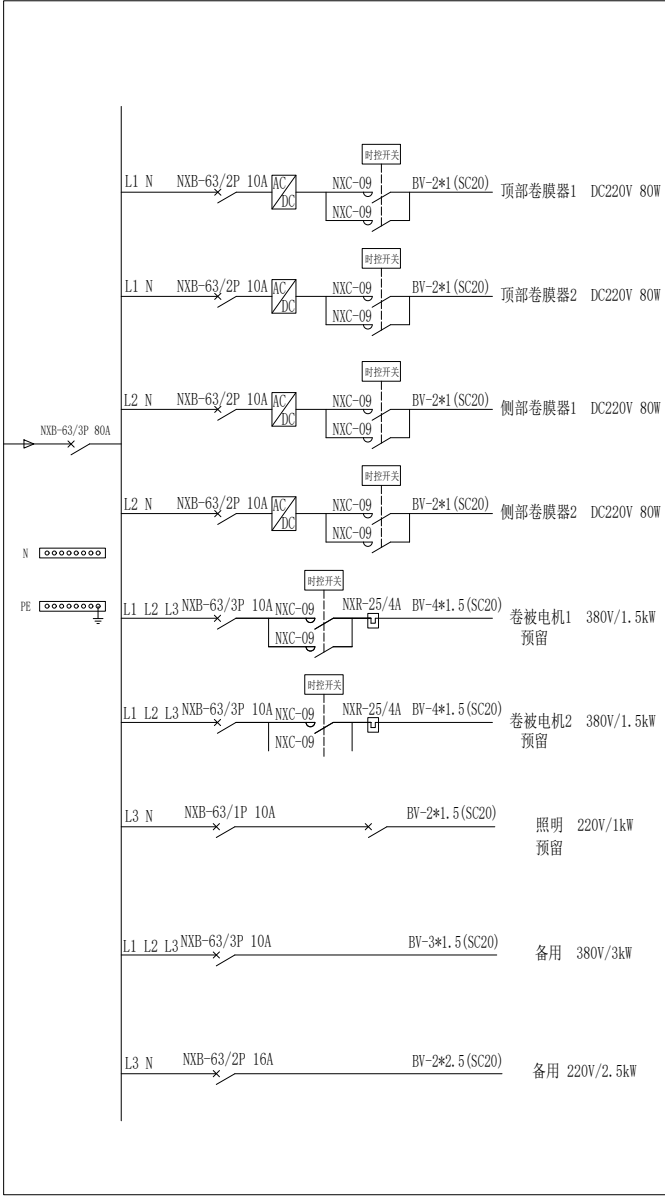 时控开关
L1 N NXB-63/2P 10A AC/DC NXC-09 BV-2*1(SC20) 顶部卷膜器1 DC220V 80W
NXC-09
时控开关
L1 N NXB-63/2P 10A AC/DC NXC-09 BV-2*1(SC20) 顶部卷膜器2 DC220V 80W
NXC-09
时控开关
L2 N NXB-63/2P 10A AC/DC NXC-09 BV-2*1(SC20) 侧部卷膜器1 DC220V 80W
NXC-09
NXB-63/3P 80A
时控开关
L2 N NXB-63/2P 10A AC/DC NXC-09 BV-2*1(SC20) 侧部卷膜器2 DC220V 80W
NXC-09
N
时控开关
PE
L1 L2 L3 NXB-63/3P 10A NXC-09 NXR-25/4A BV-4*1.5(SC20) 卷被电机1 380V/1.5kW
NXC-09 预留
时控开关
L1 L2 L3 NXB-63/3P 10A NXC-09 NXR-25/4A BV-4*1.5(SC20) 卷被电机2 380V/1.5kW
NXC-09 预留
L3 N NXB-63/1P 10A BV-2*1.5(SC20) 照明 220V/1kW
预留
L1 L2 L3 NXB-63/3P 10A BV-3*1.5(SC20) 备用 380V/3kW
L3 N NXB-63/2P 16A BV-2*2.5(SC20) 备用 220V/2.5kW